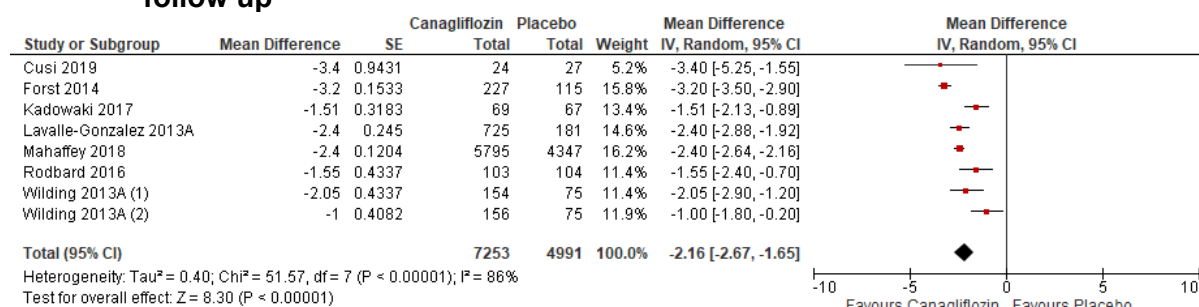 follow up
Canagliflozin Placebo Mean Difference Mean Difference
Study or Subgroup Mean Difference SE Total Total Weight IV, Random, 95% CI IV, Random, 95% CI
Cusi 2019 -3.4 0.9431 24 27 5.2% -3.40 [-5.25, -1.55]
Forst 2014 -3.2 0.1533 227 115 15.8% -3.20 [-3.50, -2.90]
Kadowaki 2017 -1.51 0.3183 69 67 13.4% -1.51 [-2.13, -0.89]
Lavalle-Gonzalez 2013A -2.4 0.245 725 181 14.6% -2.40 [-2.88, -1.92]
Mahaffey 2018 -2.4 0.1204 5795 4347 16.2% -2.40 [-2.64, -2.16]
Rodbard 2016 -1.55 0.4337 103 104 11.4% -1.55 [-2.40, -0.70]
Wilding 2013A (1) -2.05 0.4337 154 75 11.4% -2.05 [-2.90, -1.20]
Wilding 2013A (2) -1 0.4082 156 75 11.9% -1.00 [-1.80, -0.20]
Total (95% CI) 7253 4991 100.0% -2.16 [-2.67, -1.65]
Heterogeneity: Tau² = 0.40; Chi² = 51.57, df = 7 (P < 0.00001); I² = 86%
Test for overall effect: Z = 8.30 (P < 0.00001)
-10 -5 0 5 10
Favours Canagliflozin Favours Placebo